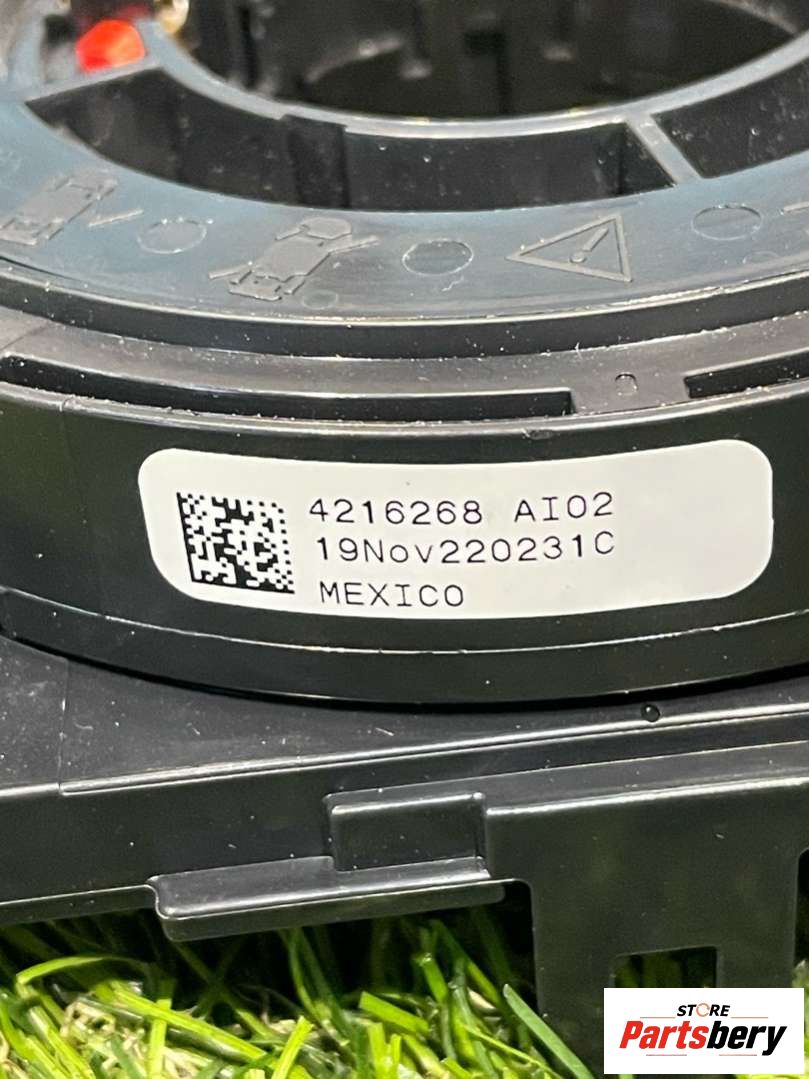 4216268 AI02
19Nov220231C
MEXICO
STORE
Partsbery